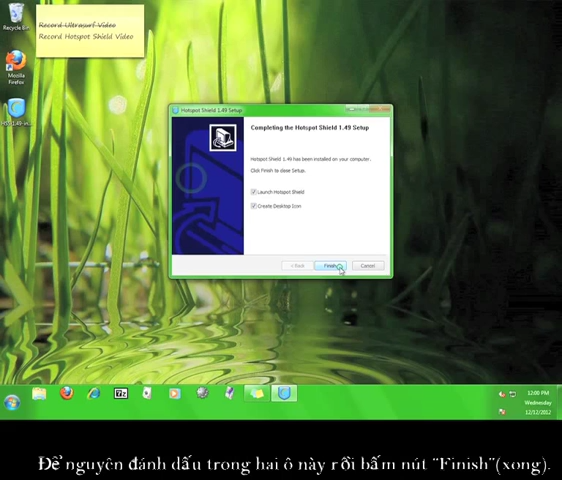 Recycle Bin
Record Ultrasurf Video
Record Hotspot Shield Video
Mozilla
Firefox
Hotspot Shield 1.49 Setup
Completing the Hotspot Shield 1.49 Setup
Hotspot Shield 1.49 has been installed on your computer.
Click Finish to close Setup.
Launch Hotspot Shield
Create Desktop Icon
< Back
Finish
Cancel
12:00 PM
Wednesday
12/12/2012
Để nguyên đánh dấu trong hai ô này rồi bấm nút "Finish"(xong).